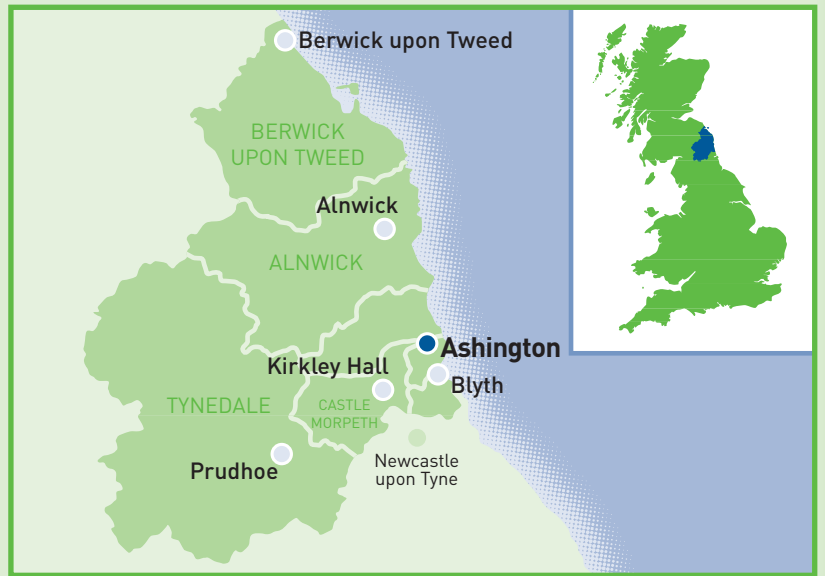 Berwick upon Tweed
BERWICK
UPON TWEED
Alnwick
ALNWICK
Ashington
Kirkley Hall
Blyth
TYNEDALE
CASTLE
MORPETH
Prudhoe
Newcastle
upon Tyne